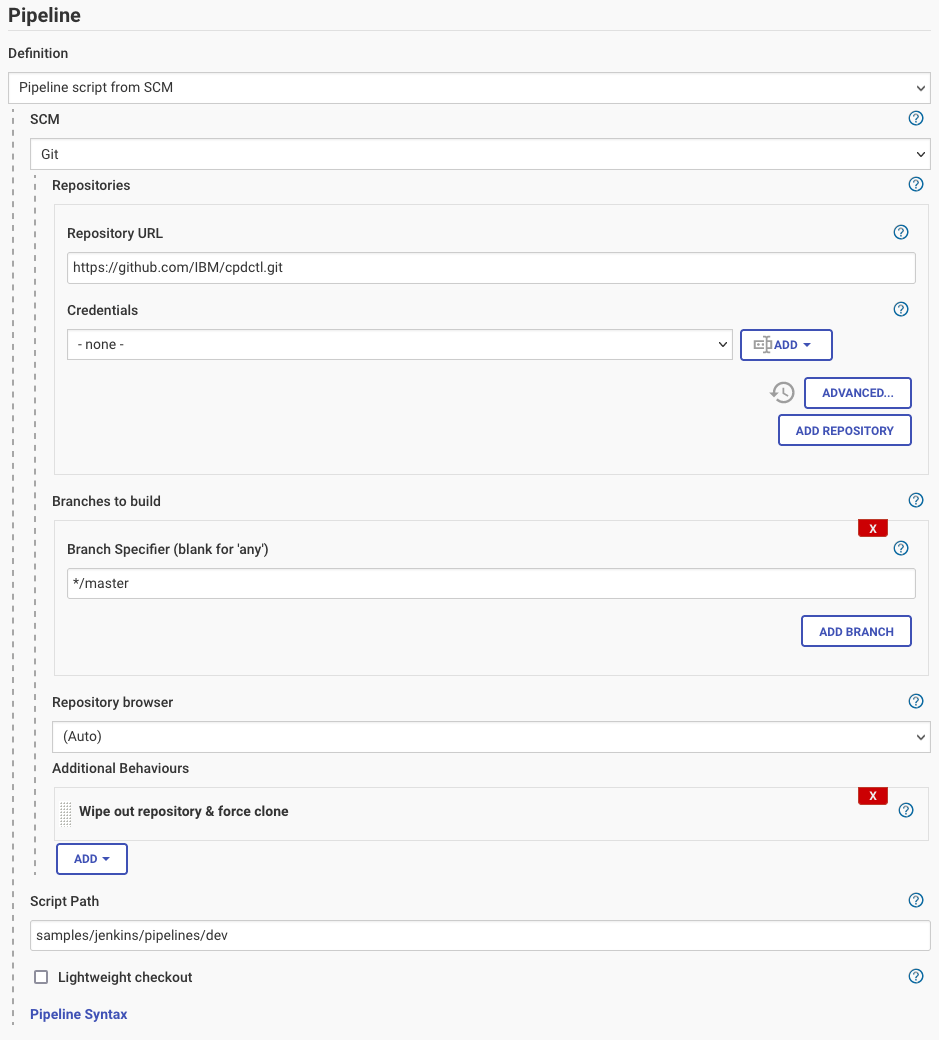 Pipeline
Definition
Pipeline script from SCM
SCM
Git
Repositories
Repository URL
https://github.com/IBM/cpdctl.git
Credentials
- none -
ADD
ADVANCED...
ADD REPOSITORY
Branches to build
X
Branch Specifier (blank for 'any')
*/master
ADD BRANCH
Repository browser
(Auto)
Additional Behaviours
X
Wipe out repository & force clone
ADD
Script Path
samples/jenkins/pipelines/dev
Lightweight checkout
Pipeline Syntax